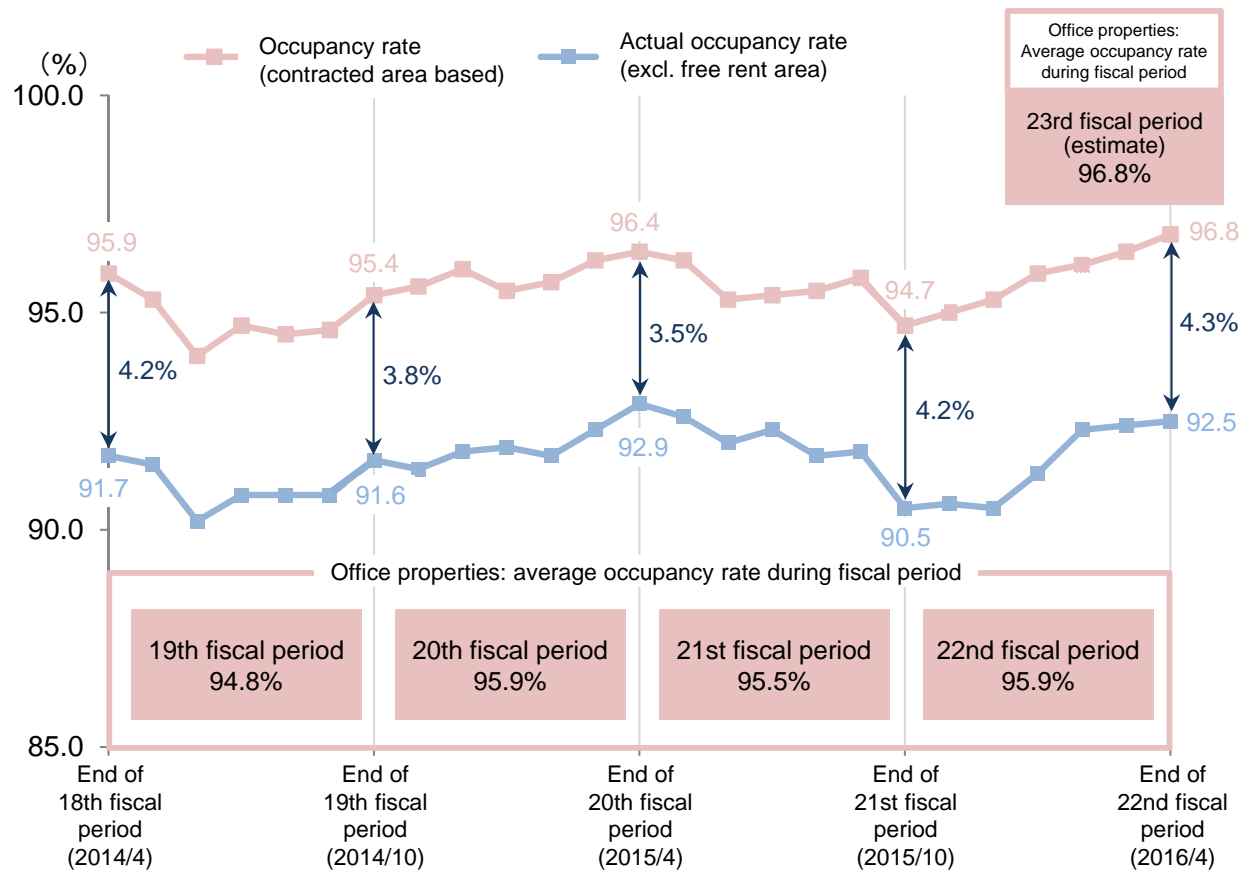 Occupancy rate
(contracted area based)
Actual occupancy rate
(excl. free rent area)
Office properties:
Average occupancy rate
during fiscal period
23rd fiscal period
(estimate)
96.8%
(%)
100.0
95.0
90.0
85.0
95.9
95.4
96.4
94.7
96.8
4.2%
3.8%
3.5%
4.2%
4.3%
91.7
91.6
92.9
90.5
92.5
Office properties: average occupancy rate during fiscal period
19th fiscal period
94.8%
20th fiscal period
95.9%
21st fiscal period
95.5%
22nd fiscal period
95.9%
End of
18th fiscal
period
(2014/4)
End of
19th fiscal
period
(2014/10)
End of
20th fiscal
period
(2015/4)
End of
21st fiscal
period
(2015/10)
End of
22nd fiscal
period
(2016/4)